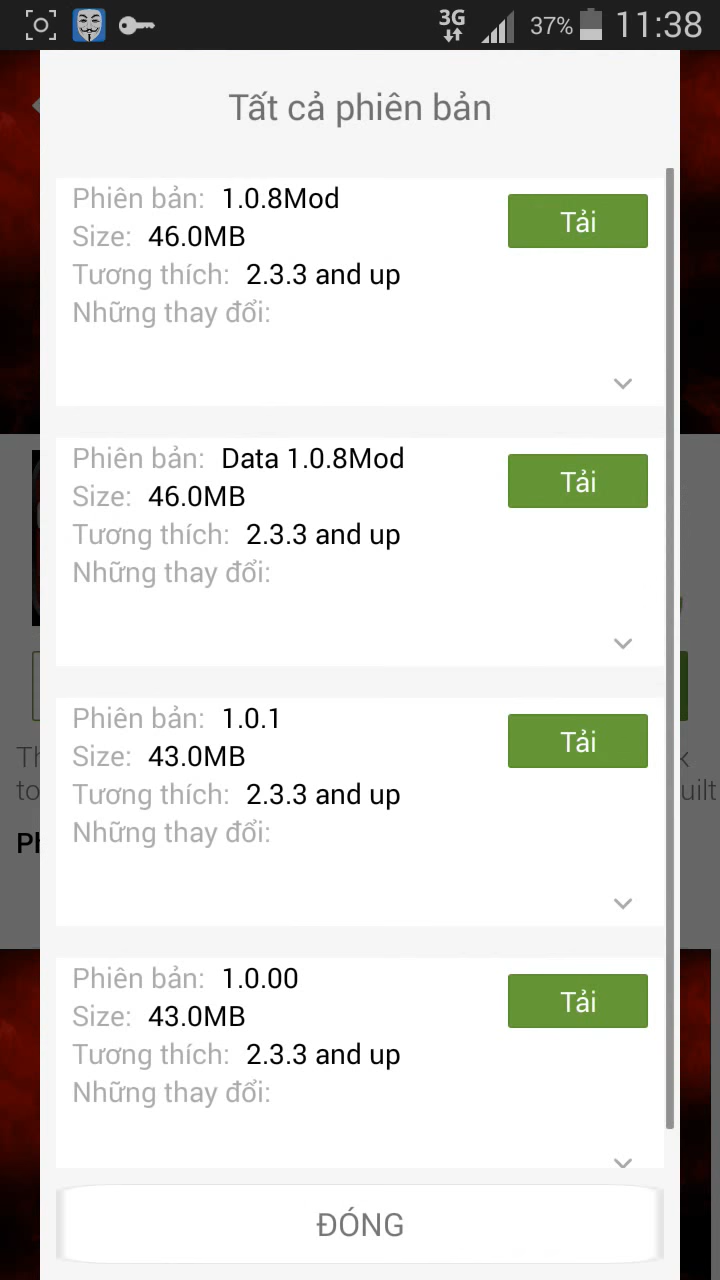 3G 37% 11:38
Tất cả phiên bản
Phiên bản: 1.0.8Mod
Tải
Size: 46.0MB
Tương thích: 2.3.3 and up
Những thay đổi:
Phiên bản: Data 1.0.8Mod
Tải
Size: 46.0MB
Tương thích: 2.3.3 and up
Những thay đổi:
Phiên bản: 1.0.1
Tải
Size: 43.0MB
Tương thích: 2.3.3 and up
Những thay đổi:
Phiên bản: 1.0.00
Tải
Size: 43.0MB
Tương thích: 2.3.3 and up
Những thay đổi:
ĐÓNG